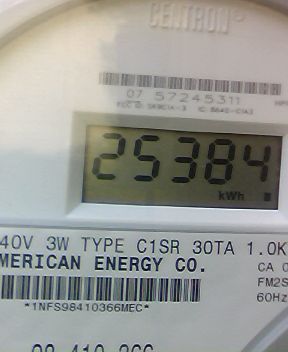 CENTRON®
07 57245311
25384
kWh
40V 3W TYPE C1SR 30TA 1.0K
MERICAN ENERGY CO.
CA 0
FM2S
60Hz
*1NFS98410366MEC*